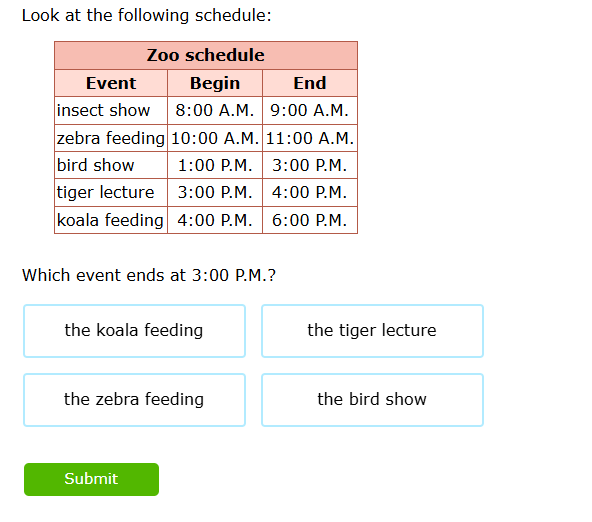 Look at the following schedule:
Zoo schedule
Event Begin End
insect show 8:00 A.M. 9:00 A.M.
zebra feeding 10:00 A.M. 11:00 A.M.
bird show 1:00 P.M. 3:00 P.M.
tiger lecture 3:00 P.M. 4:00 P.M.
koala feeding 4:00 P.M. 6:00 P.M.
Which event ends at 3:00 P.M.?
the koala feeding the tiger lecture
the zebra feeding the bird show
Submit